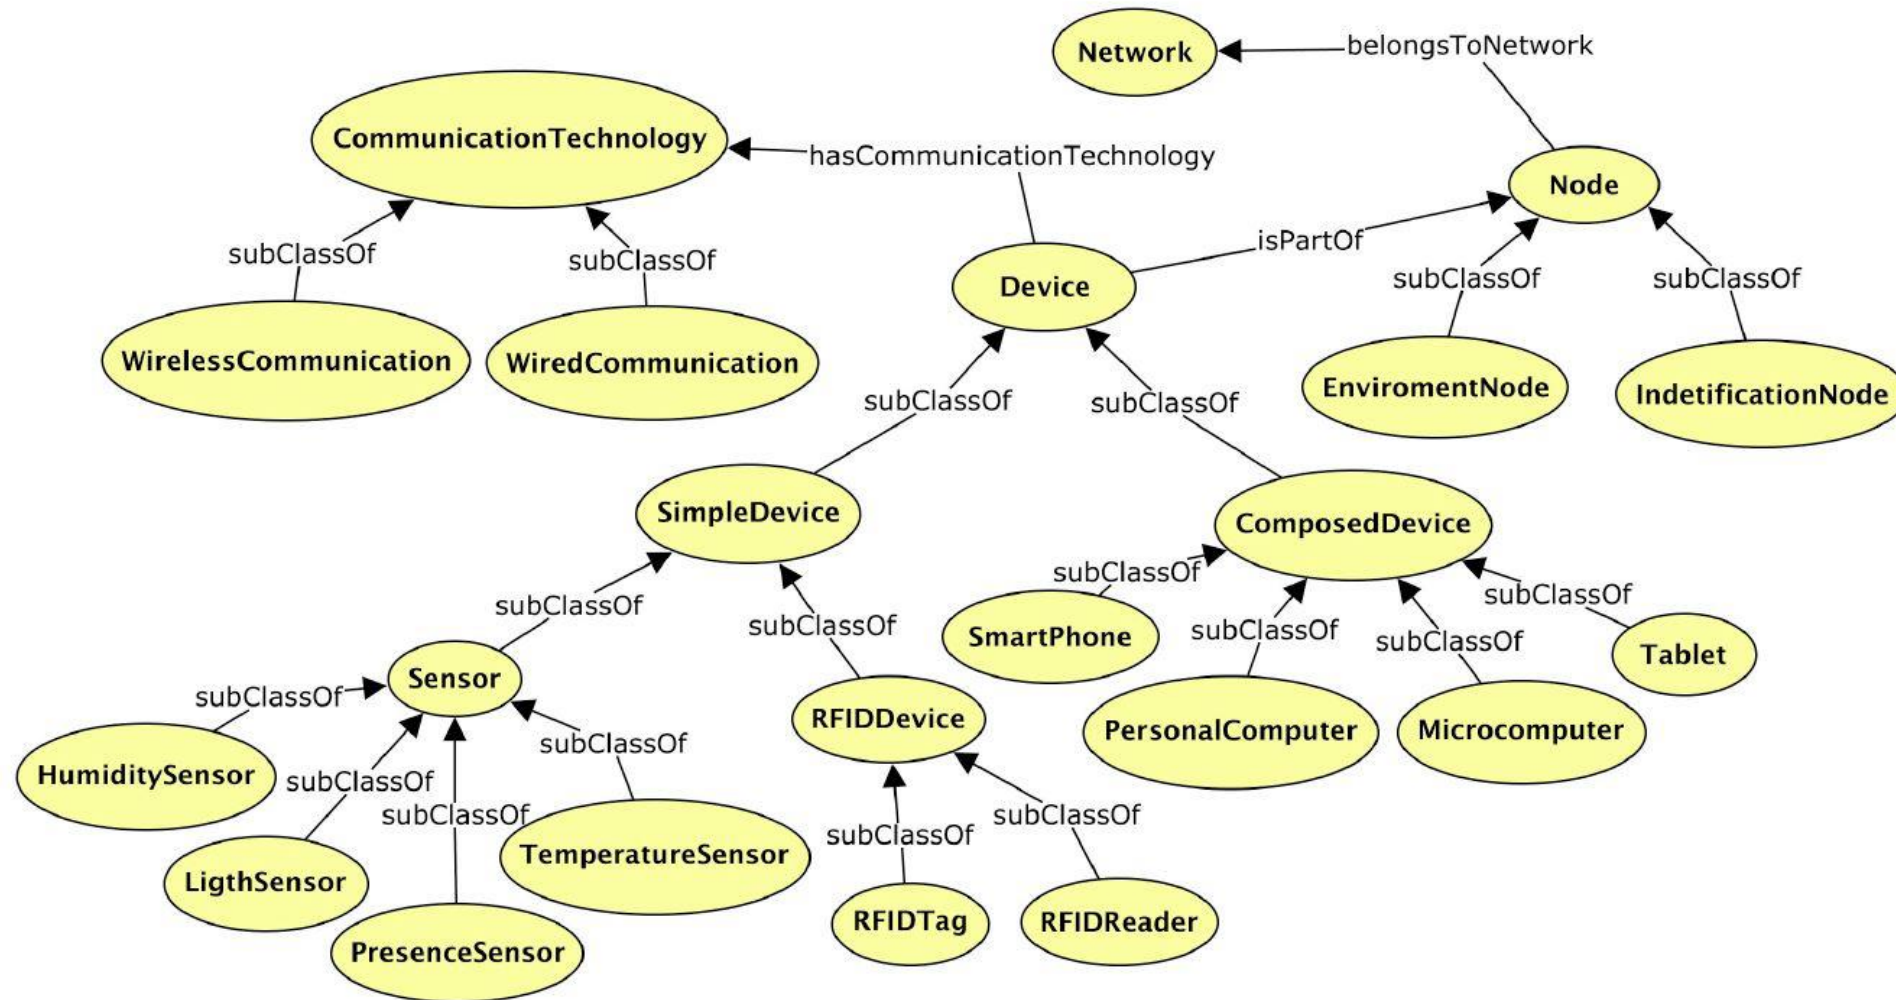 Network
belongsToNetwork
CommunicationTechnology
hasCommunicationTechnology
Node
isPartOf
subClassOf
subClassOf
Device
subClassOf
subClassOf
WirelessCommunication
WiredCommunication
EnviromentNode
IndetificationNode
subClassOf
subClassOf
SimpleDevice
ComposedDevice
subClassOf
subClassOf
subClassOf
subClassOf
SmartPhone
subClassOf
subClassOf
Tablet
Sensor
subClassOf
RFIDDevice
PersonalComputer
Microcomputer
subClassOf
HumiditySensor
subClassOf
subClassOf
TemperatureSensor
subClassOf
subClassOf
LigthSensor
RFIDTag
RFIDReader
PresenceSensor